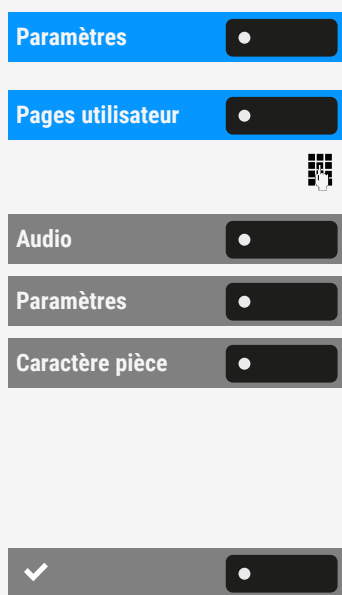 Paramètres
Pages utilisateur
Audio
Paramètres
Caractère pièce